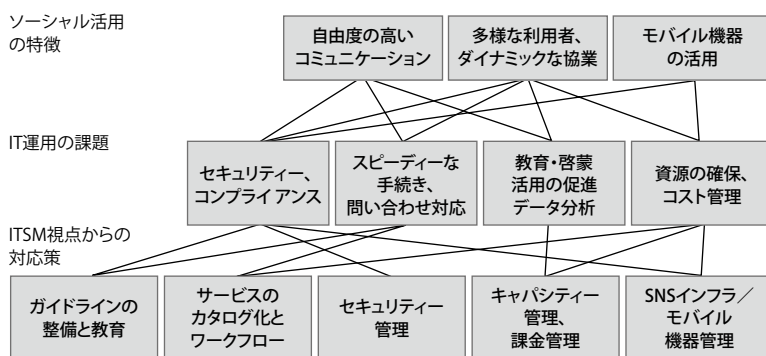 ソーシャル活用
の特徴
自由度の高い
コミュニケーション
多様な利用者、
ダイナミックな協業
モバイル機器
の活用
IT運用の課題
セキュリティー、
コンプライアンス
スピーディーな
手続き、
問い合わせ対応
教育・啓蒙
活用の促進
データ分析
資源の確保、
コスト管理
ITSM視点からの
対応策
ガイドラインの
整備と教育
サービスの
カタログ化と
ワークフロー
セキュリティー
管理
キャパシティー
管理、
課金管理
SNSインフラ／
モバイル
機器管理